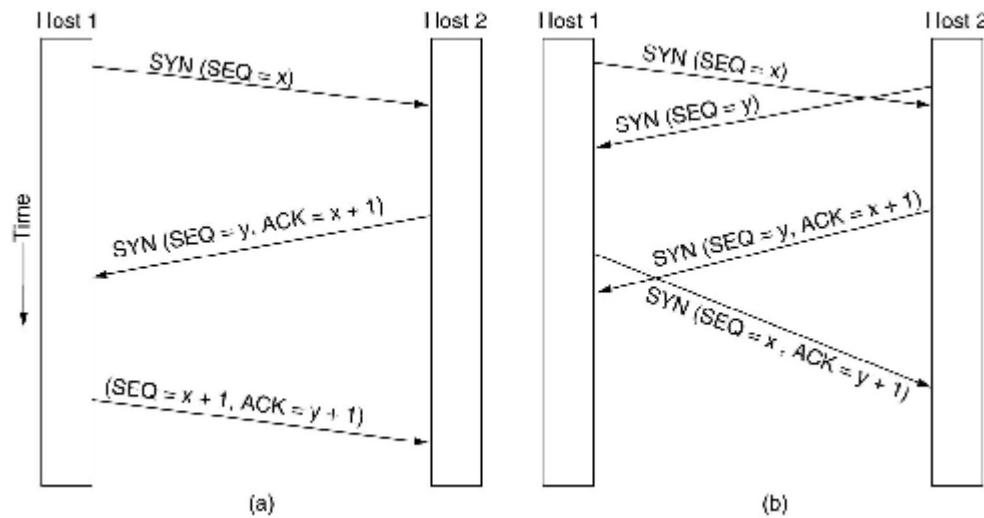 Host 1
Host 2
SYN (SEQ = x)
SYN (SEQ = y, ACK = x + 1)
(SEQ = x + 1, ACK = y + 1)
Time
(a)
Host 1
Host 2
SYN (SEQ = x)
SYN (SEQ = y)
SYN (SEQ = y, ACK = x + 1)
SYN (SEQ = x , ACK = y + 1)
(b)